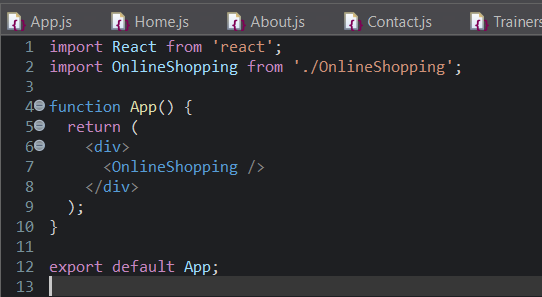 App.js Home.js About.js Contact.js Trainers
1 import React from 'react';
2 import OnlineShopping from './OnlineShopping';
3
4 function App() {
5   return (
6     <div>
7       <OnlineShopping />
8     </div>
9   );
10 }
11
12 export default App;
13